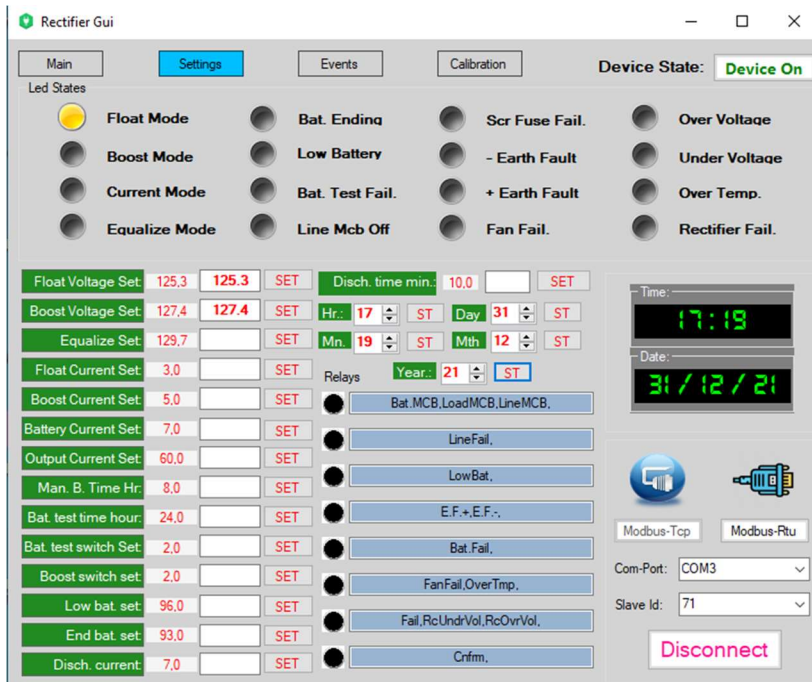 Rectifier Gui
Main Settings Events Calibration Device State: Device On
Led States
Float Mode Bat. Ending Scr Fuse Fail. Over Voltage
Boost Mode Low Battery - Earth Fault Under Voltage
Current Mode Bat. Test Fail. + Earth Fault Over Temp.
Equalize Mode Line Mcb Off Fan Fail. Rectifier Fail.
Float Voltage Set: 125,3 125.3 SET
Boost Voltage Set: 127,4 127.4 SET
Equalize Set: 129,7 SET
Float Current Set: 3,0 SET
Boost Current Set: 5,0 SET
Battery Current Set: 7,0 SET
Output Current Set: 60,0 SET
Man. B. Time Hr: 8,0 SET
Bat. test time hour: 24,0 SET
Bat. test switch Set: 2,0 SET
Boost switch set: 2,0 SET
Low bat. set: 96,0 SET
End bat. set: 93,0 SET
Disch. current: 7,0 SET
Disch. time min.: 10,0 SET
Hr.: 17 ST Day 31 ST
Mn. 19 ST Mth 12 ST
Relays Year.: 21 ST
Bat.MCB,LoadMCB,LineMCB,
LineFail,
LowBat,
E.F.+,E.F.-,
Bat.Fail,
FanFail,OverTmp,
Fail,RcUndrVol,RcOvrVol,
Cnfrm,
Time:
17:19
Date:
31/12/21
Modbus-Tcp Modbus-Rtu
Com-Port: COM3
Slave Id: 71
Disconnect